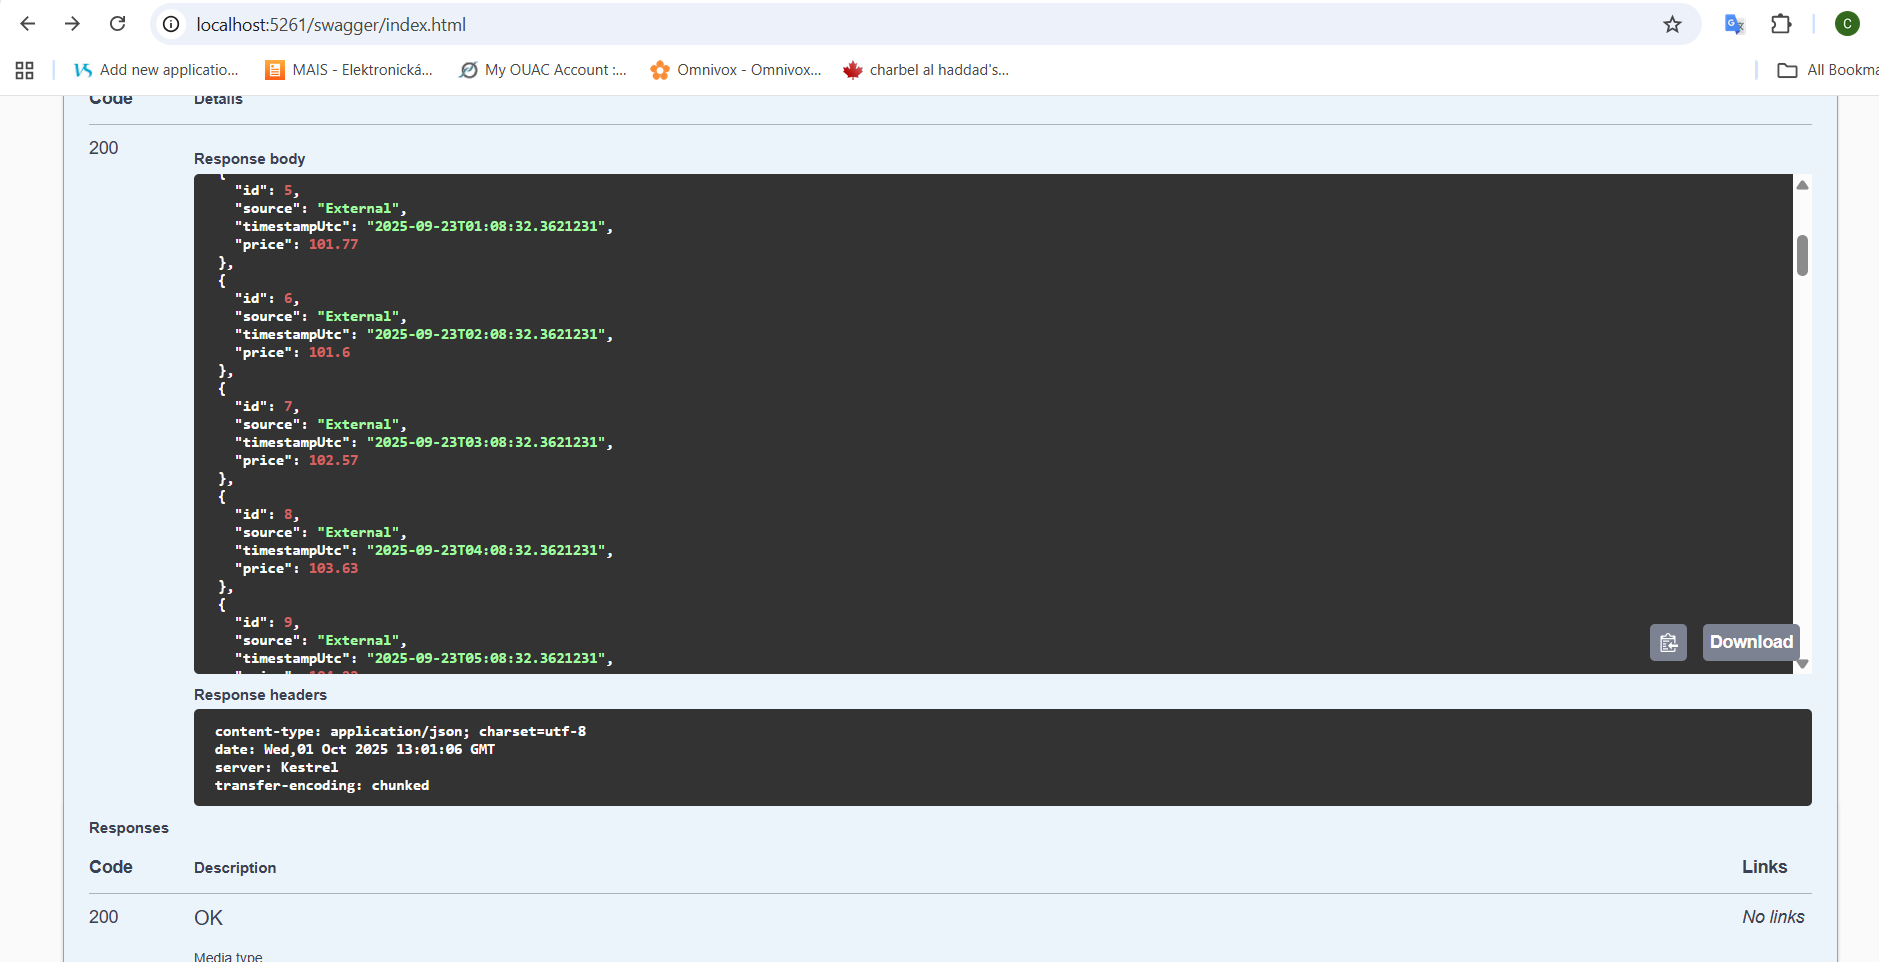 localhost:5261/swagger/index.html
C
Add new applicatio...
MAIS - Elektronická...
My OUAC Account :...
Omnivox - Omnivox...
charbel al haddad's...
All Bookma
Code Details
200
Response body
{
"id": 5,
"source": "External",
"timestampUtc": "2025-09-23T01:08:32.3621231",
"price": 101.77
},
{
"id": 6,
"source": "External",
"timestampUtc": "2025-09-23T02:08:32.3621231",
"price": 101.6
},
{
"id": 7,
"source": "External",
"timestampUtc": "2025-09-23T03:08:32.3621231",
"price": 102.57
},
{
"id": 8,
"source": "External",
"timestampUtc": "2025-09-23T04:08:32.3621231",
"price": 103.63
},
{
"id": 9,
"source": "External",
"timestampUtc": "2025-09-23T05:08:32.3621231",
Download
Response headers
content-type: application/json; charset=utf-8
date: Wed,01 Oct 2025 13:01:06 GMT
server: Kestrel
transfer-encoding: chunked
Responses
Code Description Links
200 OK No links
Media type